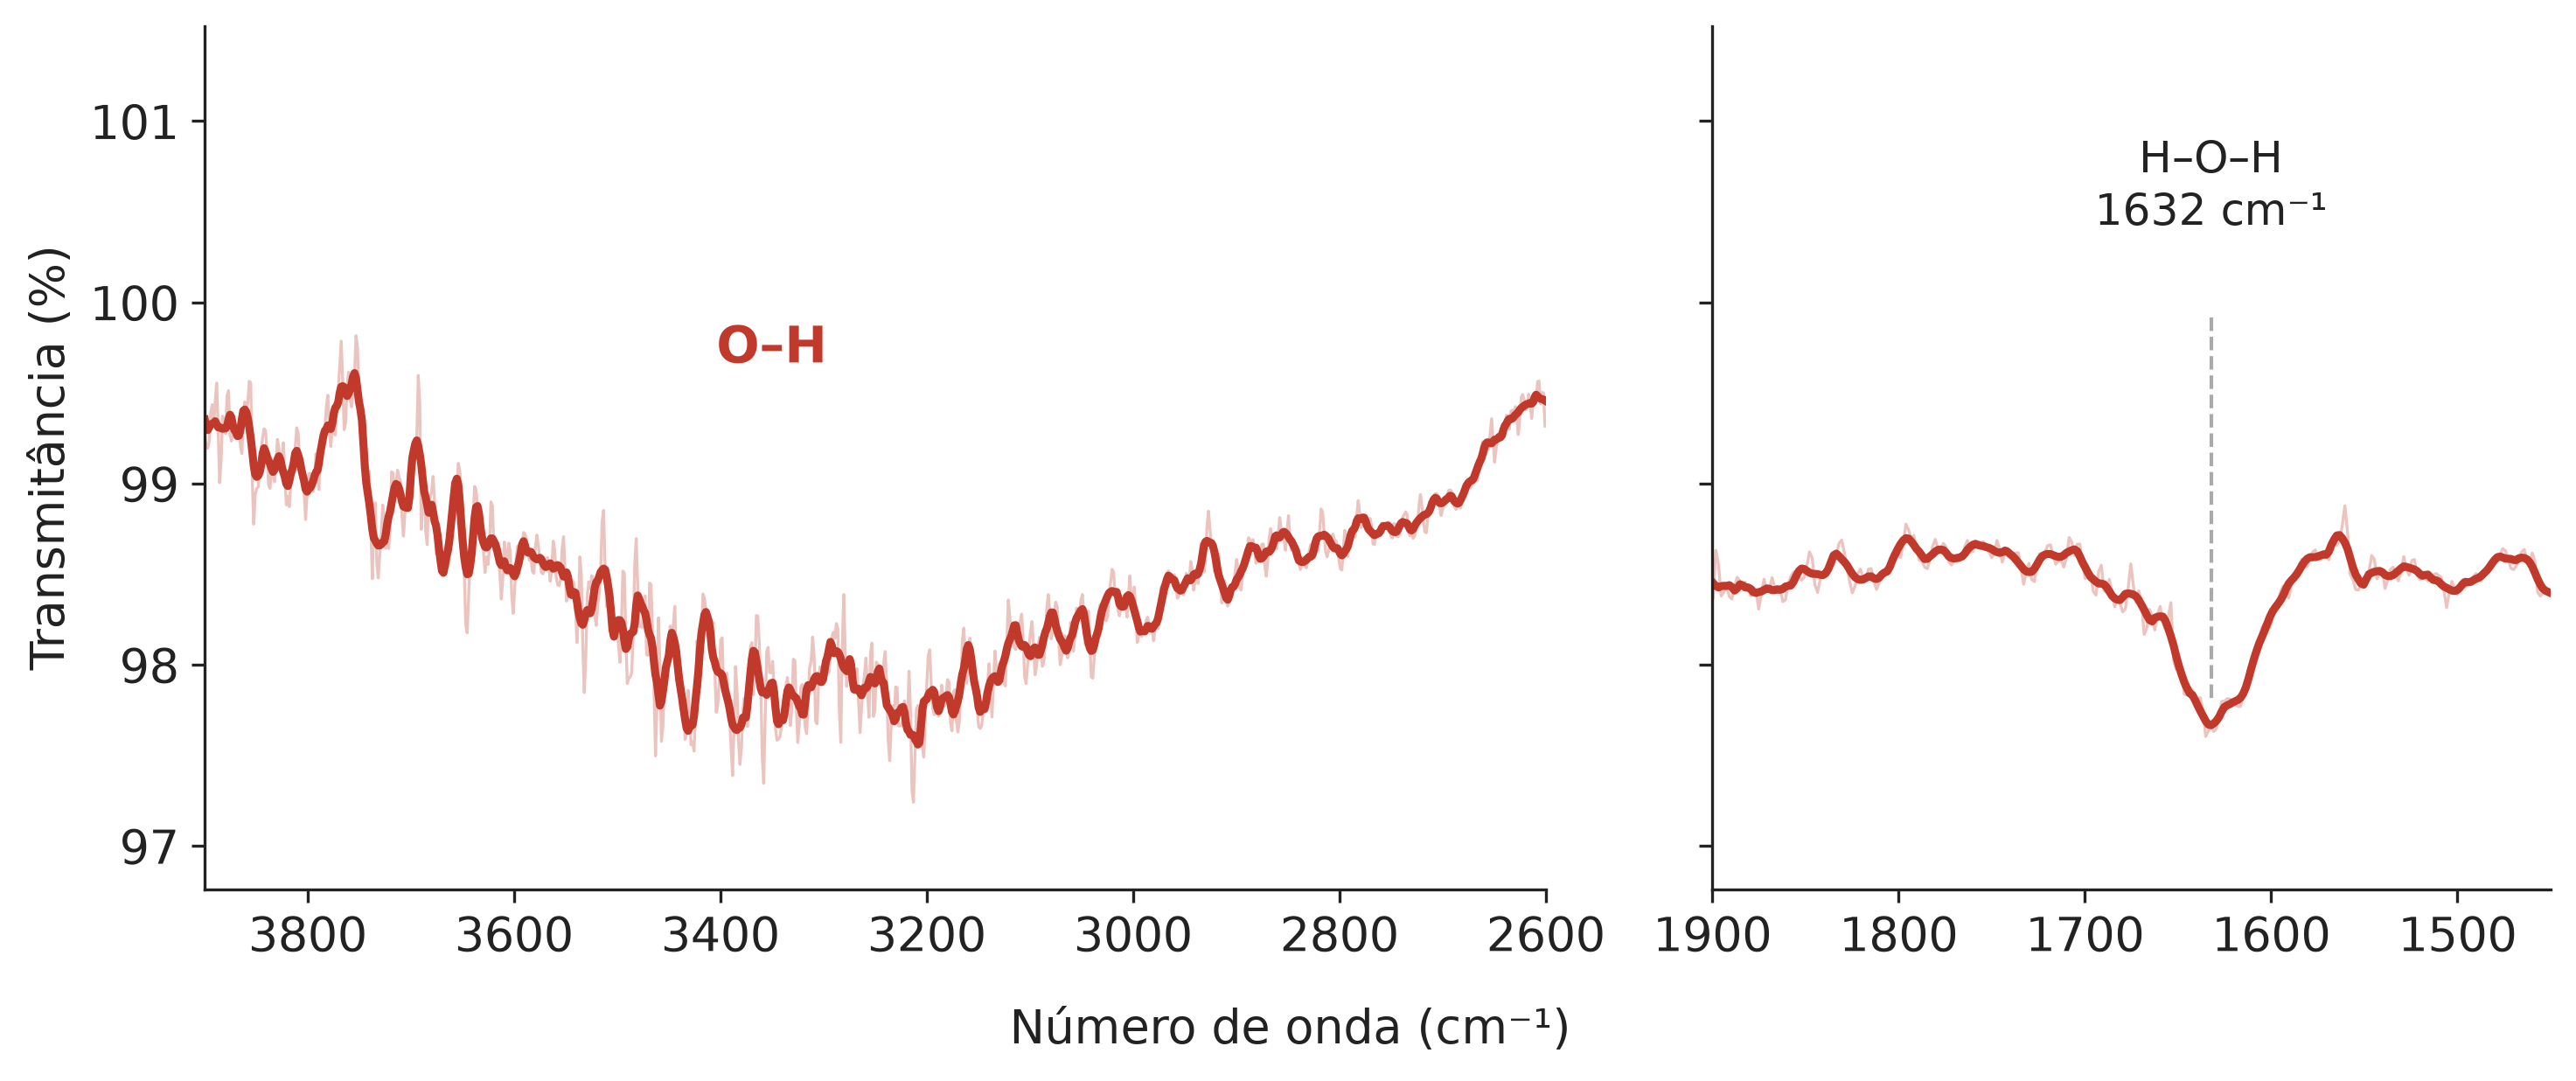 Transmitância (%)
101
100
99
98
97
O–H
3800 3600 3400 3200 3000 2800 2600
H–O–H
1632 cm⁻¹
1900 1800 1700 1600 1500
Número de onda (cm⁻¹)